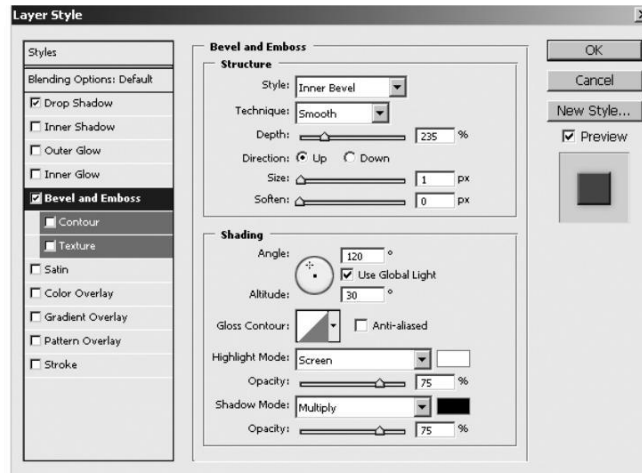 Layer Style
Styles
Blending Options: Default
Drop Shadow
Inner Shadow
Outer Glow
Inner Glow
Bevel and Emboss
Contour
Texture
Satin
Color Overlay
Gradient Overlay
Pattern Overlay
Stroke
Bevel and Emboss
Structure
Style: Inner Bevel
Technique: Smooth
Depth: 235 %
Direction: Up Down
Size: 1 px
Soften: 0 px
Shading
Angle: 120 °
Use Global Light
Altitude: 30 °
Gloss Contour: Anti-aliased
Highlight Mode: Screen
Opacity: 75 %
Shadow Mode: Multiply
Opacity: 75 %
OK
Cancel
New Style...
Preview